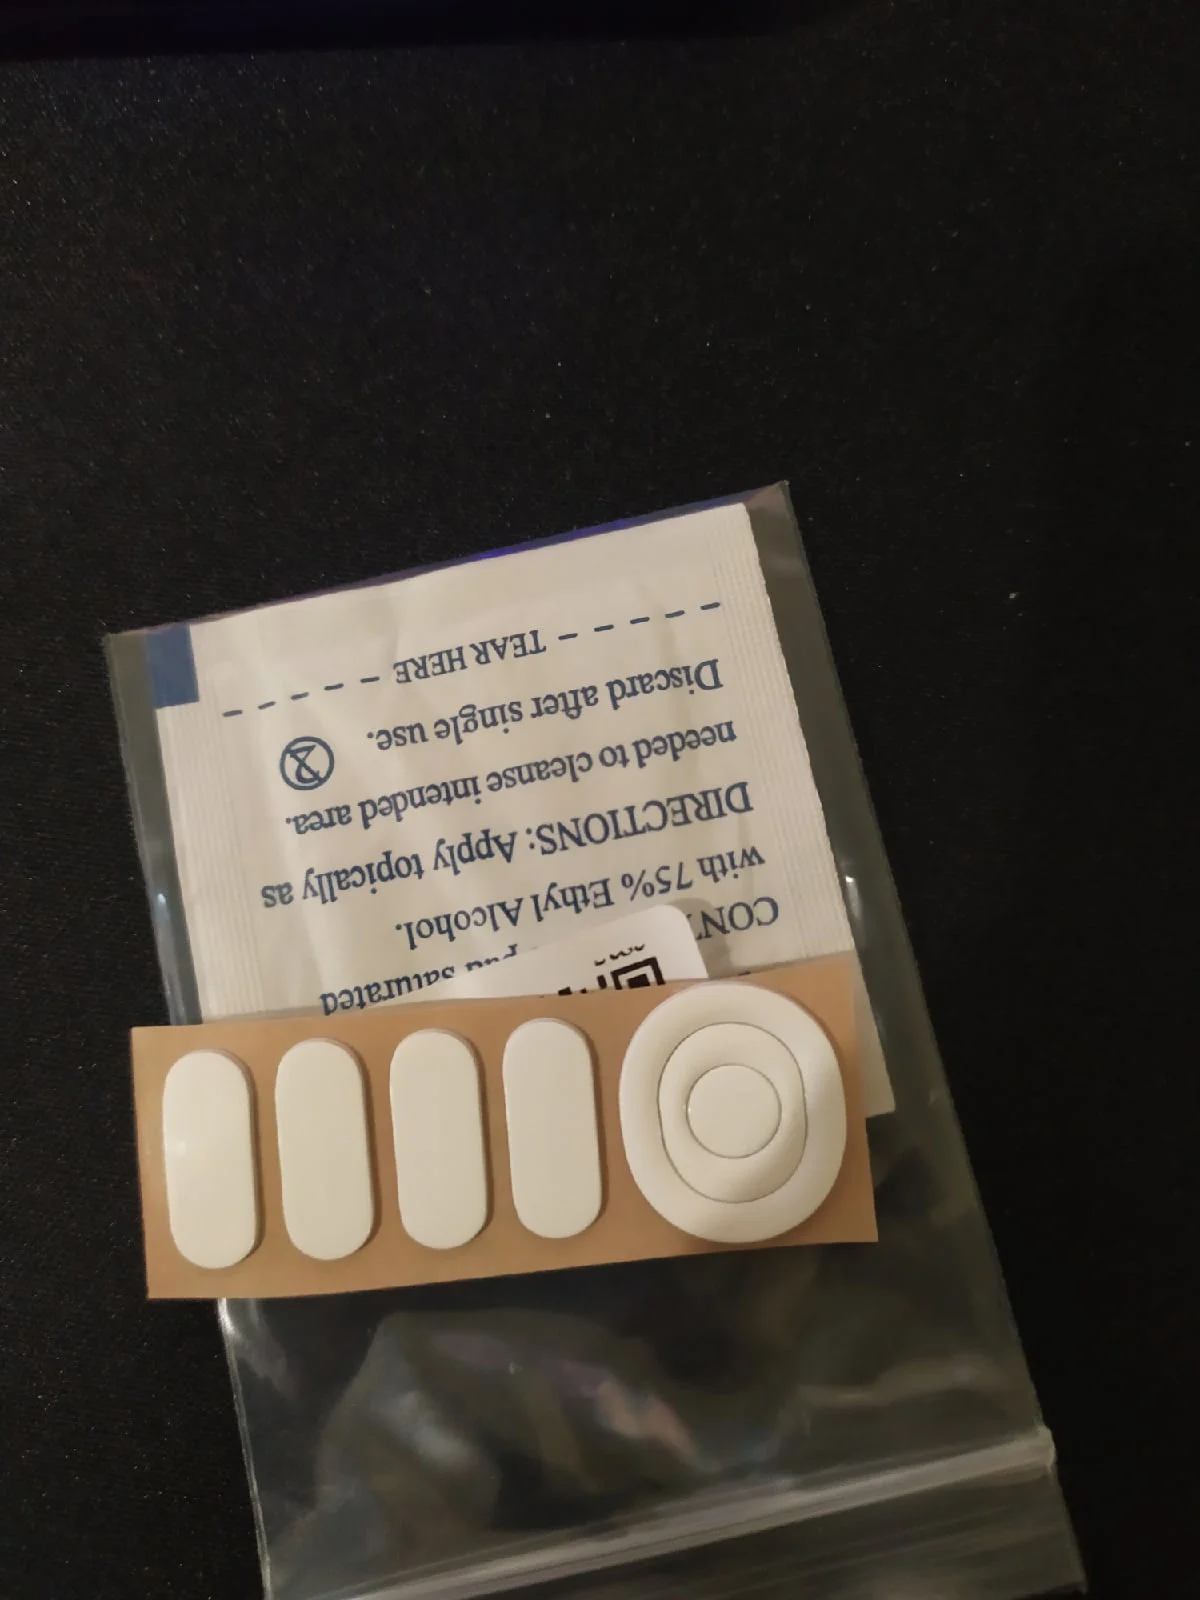 CON
with 75% Ethyl Alcohol.
DIRECTIONS: Apply topically as
needed to cleanse intended area.
Discard after single use.
TEAR HERE